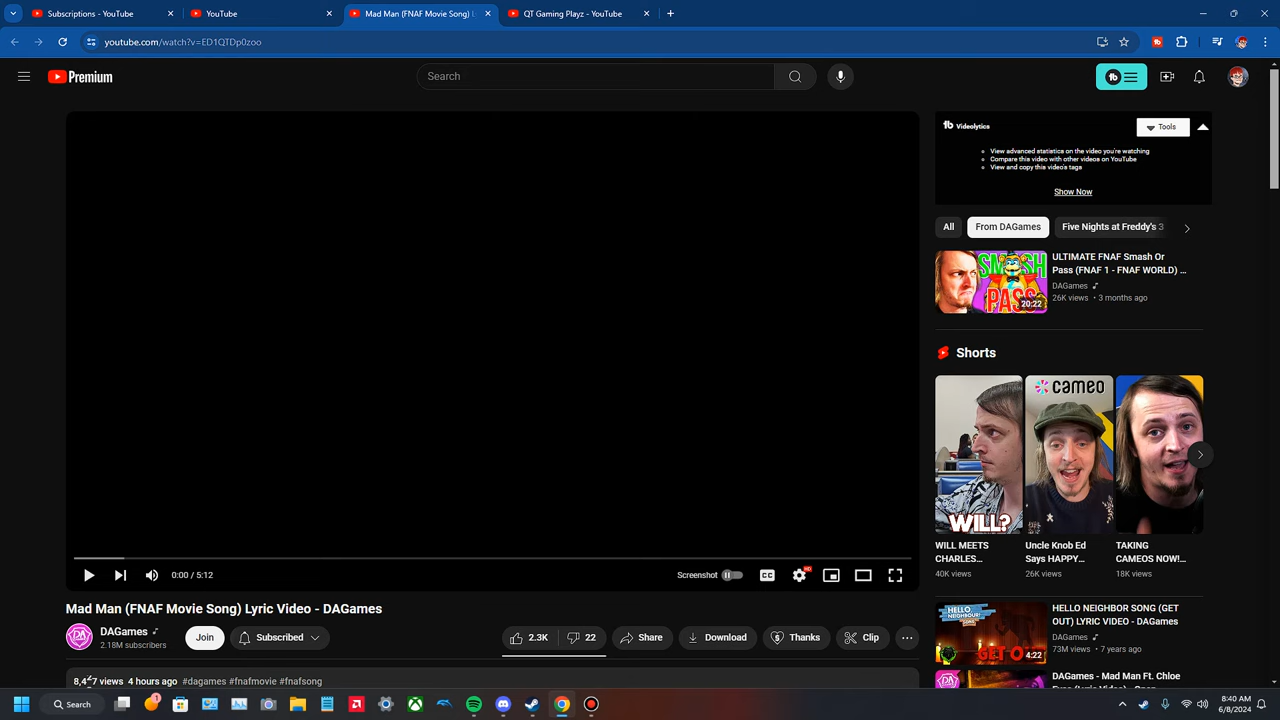 Subscriptions - YouTube
YouTube
Mad Man (FNAF Movie Song) L
QT Gaming Playz - YouTube
youtube.com/watch?v=ED1QTDp0zoo
Premium
Search
Videolytics
Tools
View advanced statistics on the video you're watching
Compare this video with other videos on YouTube
View and copy this video's tags
Show Now
All
From DAGames
Five Nights at Freddy's 3
SMASH
PASS
20:22
ULTIMATE FNAF Smash Or
Pass (FNAF 1 - FNAF WORLD) ...
DAGames
26K views • 3 months ago
Shorts
WILL?
cameo
WILL MEETS
CHARLES...
40K views
Uncle Knob Ed
Says HAPPY...
26K views
TAKING
CAMEOS NOW!...
18K views
0:00 / 5:12
Screenshot
CC
HD
Mad Man (FNAF Movie Song) Lyric Video - DAGames
DAGames
2.18M subscribers
Join
Subscribed
2.3K
22
Share
Download
Thanks
Clip
HELLO
NEIGHBOUR!
GET OUT
4:22
HELLO NEIGHBOR SONG (GET
OUT) LYRIC VIDEO - DAGames
DAGames
73M views • 7 years ago
DAGames - Mad Man Ft. Chloe
views 4 hours ago #dagames #fnafmovie #fnafsong
Search
1
8:40 AM
6/8/2024